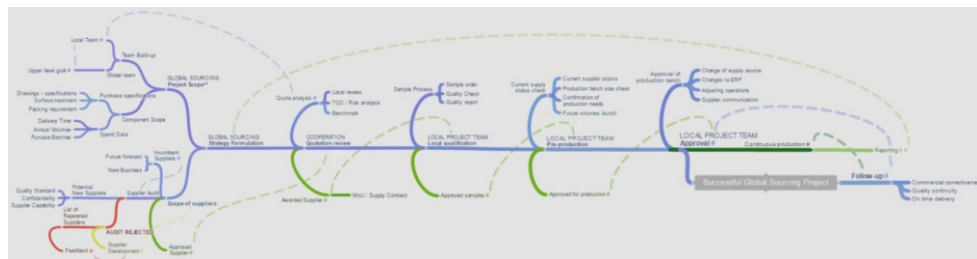 Local Team
Upper level goal
Team Build-up
Global team
GLOBAL SOURCING
Project Scope**
Drawings / specifications
Surface treatment
Packing requirement
Purchase specifications
Component Scope
Delivery Time
Annual Volumes
Purcase Batches
Spend Data
GLOBAL SOURCING
Strategy Formulation
Future forecast
New Business
Incumbent
Suppliers
Quality Standard
Confidentiality
Supplier Capability
Potential
New Suppliers
Supplier Audit
Scope of suppliers
List of
Rejeseted
Suppliers
AUDIT REJECTED
Feedback
Supplier
Development
Approved
Supplier
Quote analysis
Local review
TCO / Risk analysis
Benchmark
COOPERATION
Quotation review
Awarded Supplier
MoU / Supply Contract
Sample Process
Sample order
Quality Check
Quality report
LOCAL PROJECT TEAM
Local qualification
Approved samples
Current supply
status check
Current supplier stocks
Production batch size check
Confirmation of
production needs
Future volumes launch
LOCAL PROJECT TEAM
Pre-production
Approved for production
Approval of
production batch
Change of supply source
Changes to ERP
Adjusting operations
Supplier communication
LOCAL PROJECT TEAM
Approval
Continuous production
Reporting
Successful Global Sourcing Project
Follow-up
Commercial correctiveness
Quality continuity
On time delivery